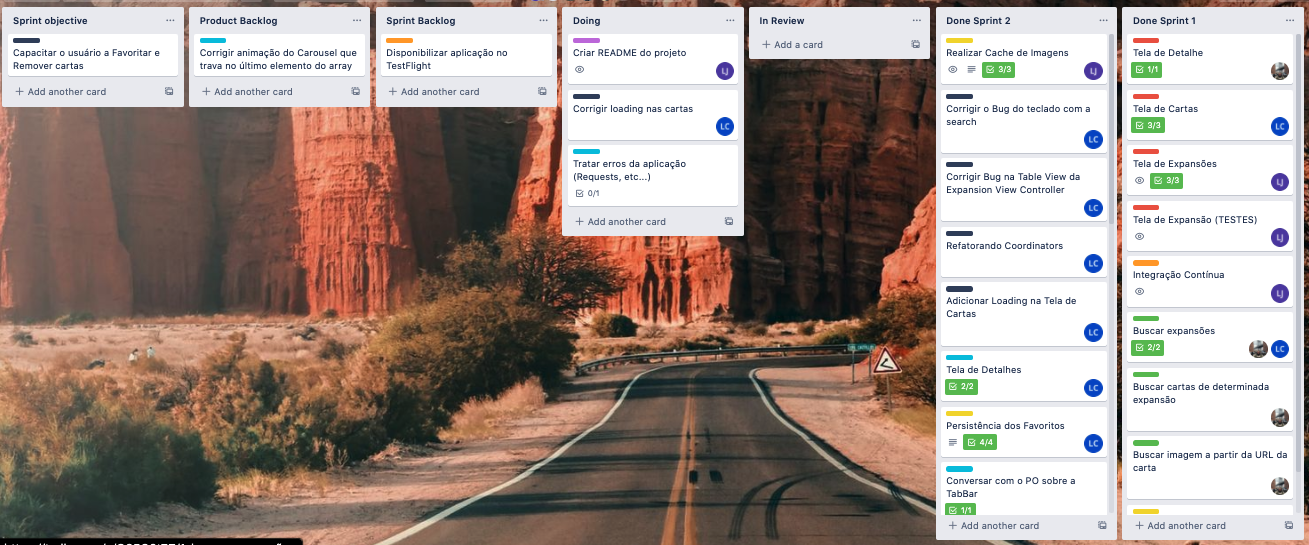 Sprint objective
Capacitar o usuário a Favoritar e
Remover cartas
Add another card
Product Backlog
Corrigir animação do Carousel que
trava no último elemento do array
Add another card
Sprint Backlog
Disponibilizar aplicação no
TestFlight
Add another card
Doing
Criar README do projeto
LJ
Corrigir loading nas cartas
LC
Tratar erros da aplicação
(Requests, etc...)
0/1
Add another card
In Review
Add a card
Done Sprint 2
Realizar Cache de Imagens
3/3
LJ
Corrigir o Bug do teclado com a
search
LC
Corrigir Bug na Table View da
Expansion View Controller
LC
Refatorando Coordinators
LC
Adicionar Loading na Tela de
Cartas
LC
Tela de Detalhes
2/2
LC
Persistência dos Favoritos
4/4
LC
Conversar com o PO sobre a
TabBar
1/1
Add another card
Done Sprint 1
Tela de Detalhe
1/1
Tela de Cartas
3/3
LC
Tela de Expansões
3/3
LJ
Tela de Expansão (TESTES)
LJ
Integração Contínua
LJ
Buscar expansões
2/2
LC
Buscar cartas de determinada
expansão
Buscar imagem a partir da URL da
carta
Add another card